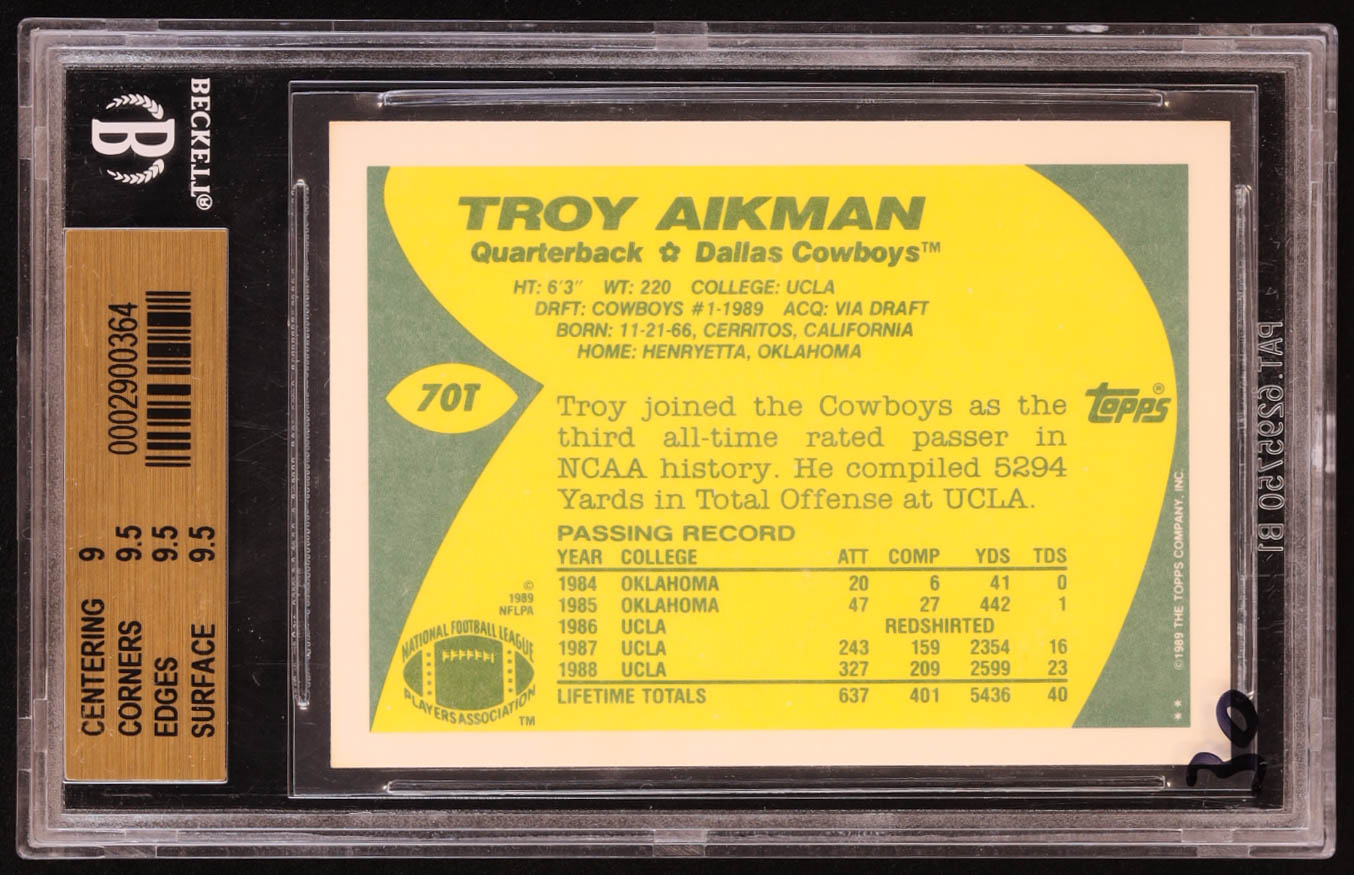 BECKETT®
B
0002900364
CENTERING 9
CORNERS 9.5
EDGES 9.5
SURFACE 9.5
TROY AIKMAN
Quarterback ✿ Dallas Cowboys™
HT: 6'3" WT: 220 COLLEGE: UCLA
DRFT: COWBOYS #1-1989 ACQ: VIA DRAFT
BORN: 11-21-66, CERRITOS, CALIFORNIA
HOME: HENRYETTA, OKLAHOMA
70T
topps®
Troy joined the Cowboys as the
third all-time rated passer in
NCAA history. He compiled 5294
Yards in Total Offense at UCLA.
PASSING RECORD
YEAR COLLEGE ATT COMP YDS TDS
1984 OKLAHOMA 20 6 41 0
1985 OKLAHOMA 47 27 442 1
1986 UCLA REDSHIRTED
1987 UCLA 243 159 2354 16
1988 UCLA 327 209 2599 23
LIFETIME TOTALS 637 401 5436 40
©
1989
NFLPA
NATIONAL FOOTBALL LEAGUE
PLAYERS ASSOCIATION
TM
©1989 THE TOPPS COMPANY, INC.
**
PAT.6295750 B1
30